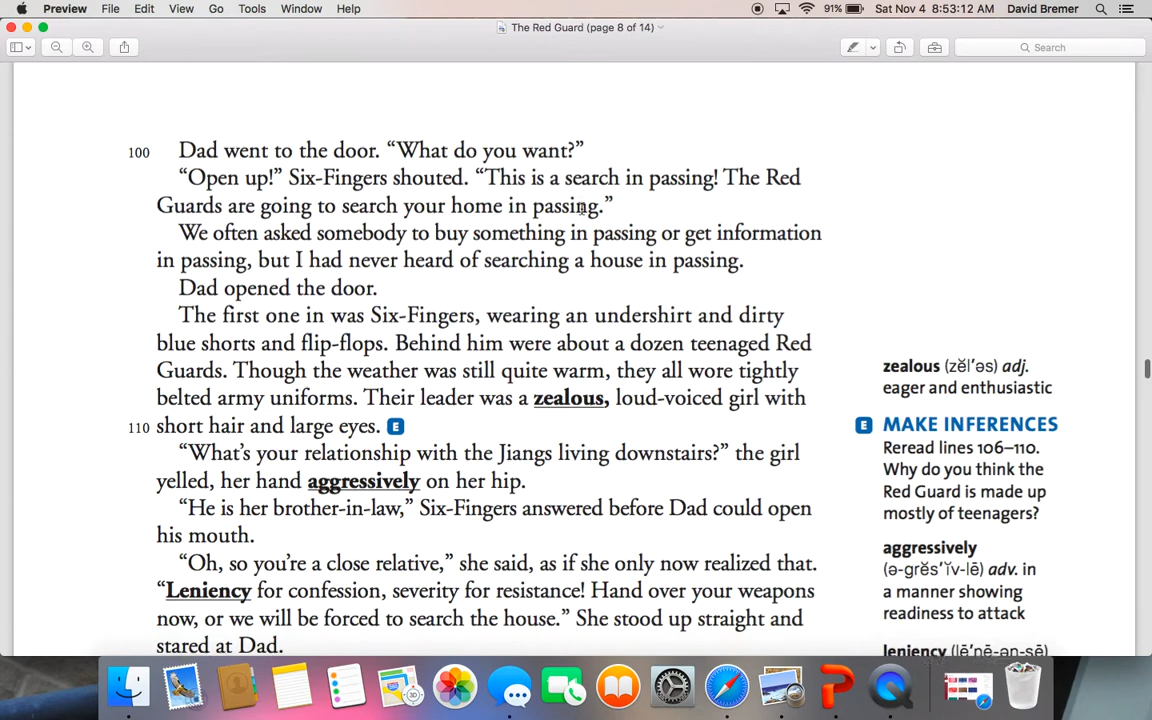 Preview File Edit View Go Tools Window Help 91% Sat Nov 4 8:53:12 AM David Bremer
The Red Guard (page 8 of 14)
Search
100 Dad went to the door. “What do you want?”
“Open up!” Six-Fingers shouted. “This is a search in passing! The Red
Guards are going to search your home in passing.”
We often asked somebody to buy something in passing or get information
in passing, but I had never heard of searching a house in passing.
Dad opened the door.
The first one in was Six-Fingers, wearing an undershirt and dirty
blue shorts and flip-flops. Behind him were about a dozen teenaged Red
Guards. Though the weather was still quite warm, they all wore tightly
belted army uniforms. Their leader was a zealous, loud-voiced girl with
110 short hair and large eyes. E
“What’s your relationship with the Jiangs living downstairs?” the girl
yelled, her hand aggressively on her hip.
“He is her brother-in-law,” Six-Fingers answered before Dad could open
his mouth.
“Oh, so you’re a close relative,” she said, as if she only now realized that.
“Leniency for confession, severity for resistance! Hand over your weapons
now, or we will be forced to search the house.” She stood up straight and
stared at Dad.
zealous (zĕl′əs) adj.
eager and enthusiastic
E MAKE INFERENCES
Reread lines 106–110.
Why do you think the
Red Guard is made up
mostly of teenagers?
aggressively
(ə-grĕs′ĭv-lē) adv. in
a manner showing
readiness to attack
leniency (lē′nē-ən-sē)
3D